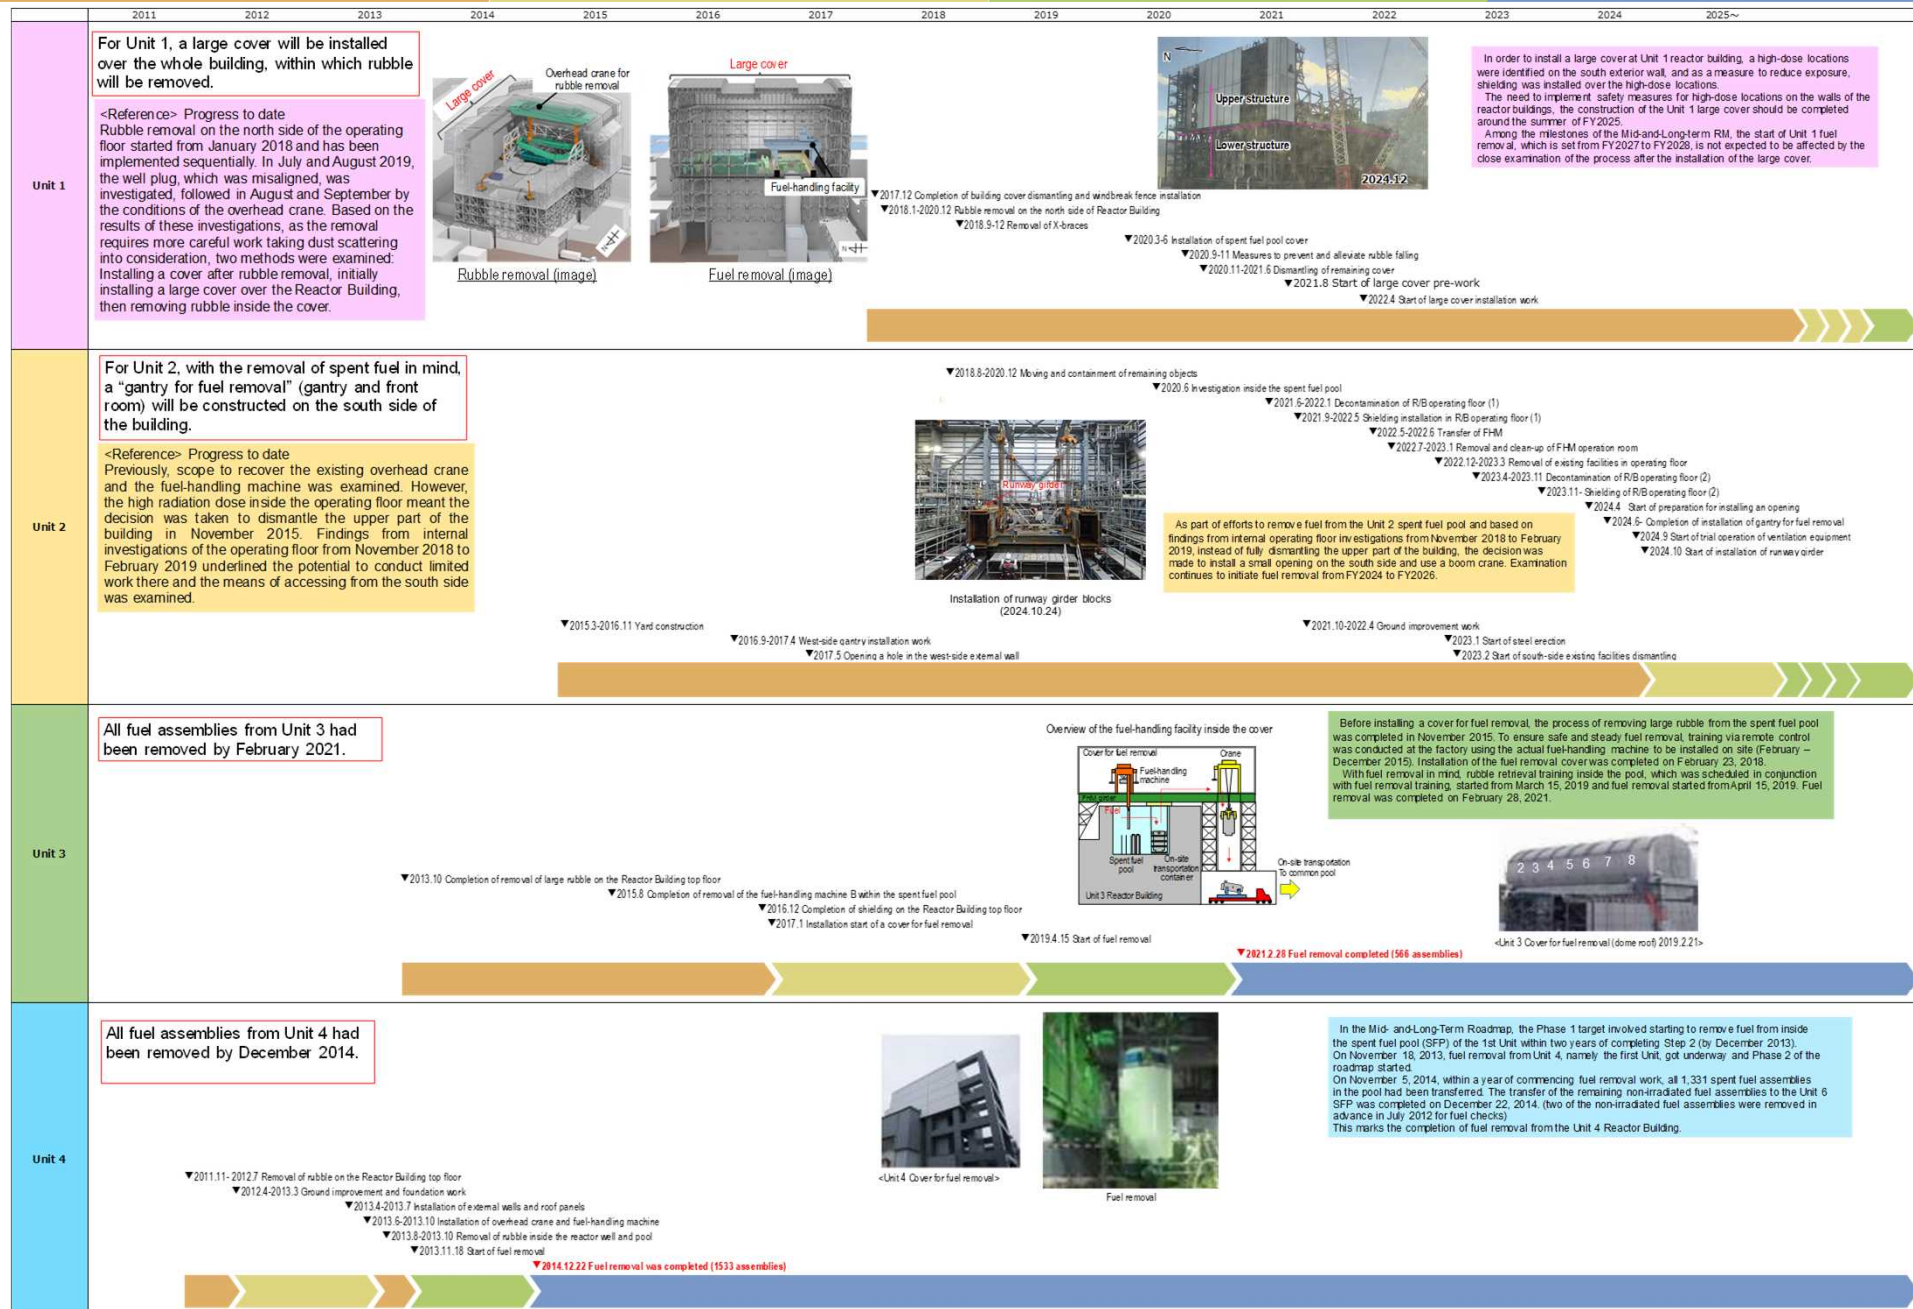 2011 2012 2013 2014 2015 2016 2017 2018 2019 2020 2021 2022 2023 2024 2025~
Unit 1
For Unit 1, a large cover will be installed
over the whole building, within which rubble
will be removed.
<Reference> Progress to date
Rubble removal on the north side of the operating
floor started from January 2018 and has been
implemented sequentially. In July and August 2019,
the well plug, which was misaligned, was
investigated, followed in August and September by
the conditions of the overhead crane. Based on the
results of these investigations, as the removal
requires more careful work taking dust scattering
into consideration, two methods were examined:
Installing a cover after rubble removal, initially
installing a large cover over the Reactor Building,
then removing rubble inside the cover.
Large cover
Overhead crane for
rubble removal
N
Rubble removal (image)
Large cover
Fuel-handling facility
N
Fuel removal (image)
N
Upper structure
Lower structure
2024.12
In order to install a large cover at Unit 1 reactor building, a high-dose locations
were identified on the south exterior wall, and as a measure to reduce exposure,
shielding was installed over the high-dose locations.
The need to implement safety measures for high-dose locations on the walls of the
reactor buildings, the construction of the Unit 1 large cover should be completed
around the summer of FY2025.
Among the milestones of the Mid-and-Long-term RM, the start of Unit 1 fuel
removal, which is set from FY2027 to FY2028, is not expected to be affected by the
close examination of the process after the installation of the large cover.
▼2017.12 Completion of building cover dismantling and windbreak fence installation
▼2018.1-2020.12 Rubble removal on the north side of Reactor Building
▼2018.9-12 Removal of X-braces
▼2020.3-6 Installation of spent fuel pool cover
▼2020.9-11 Measures to prevent and alleviate rubble falling
▼2020.11-2021.6 Dismantling of remaining cover
▼2021.8 Start of large cover pre-work
▼2022.4 Start of large cover installation work
Unit 2
For Unit 2, with the removal of spent fuel in mind,
a “gantry for fuel removal” (gantry and front
room) will be constructed on the south side of
the building.
<Reference> Progress to date
Previously, scope to recover the existing overhead crane
and the fuel-handling machine was examined. However,
the high radiation dose inside the operating floor meant the
decision was taken to dismantle the upper part of the
building in November 2015. Findings from internal
investigations of the operating floor from November 2018 to
February 2019 underlined the potential to conduct limited
work there and the means of accessing from the south side
was examined.
Runway girder
Installation of runway girder blocks
(2024.10.24)
▼2018.8-2020.12 Moving and containment of remaining objects
▼2020.6 Investigation inside the spent fuel pool
▼2021.6-2022.1 Decontamination of R/B operating floor (1)
▼2021.9-2022.5 Shielding installation in R/B operating floor (1)
▼2022.5-2022.6 Transfer of FHM
▼2022.7-2023.1 Removal and clean-up of FHM operation room
▼2022.12-2023.3 Removal of existing facilities in operating floor
▼2023.4-2023.11 Decontamination of R/B operating floor (2)
▼2023.11- Shielding of R/B operating floor (2)
▼2024.4 Start of preparation for installing an opening
▼2024.6- Completion of installation of gantry for fuel removal
▼2024.9 Start of trial operation of ventilation equipment
▼2024.10 Start of installation of runway girder
As part of efforts to remove fuel from the Unit 2 spent fuel pool and based on
findings from internal operating floor investigations from November 2018 to February
2019, instead of fully dismantling the upper part of the building, the decision was
made to install a small opening on the south side and use a boom crane. Examination
continues to initiate fuel removal from FY2024 to FY2026.
▼2015.3-2016.11 Yard construction
▼2016.9-2017.4 West-side gantry installation work
▼2017.5 Opening a hole in the west-side external wall
▼2021.10-2022.4 Ground improvement work
▼2023.1 Start of steel erection
▼2023.2 Start of south-side existing facilities dismantling
Unit 3
All fuel assemblies from Unit 3 had
been removed by February 2021.
Overview of the fuel-handling facility inside the cover
Cover for fuel removal
Crane
Fuel-handling
machine
FHM girder
Fuel
Spent fuel
pool
On-site
transportation
container
Unit 3 Reactor Building
On-site transportation
To common pool
Before installing a cover for fuel removal, the process of removing large rubble from the spent fuel pool
was completed in November 2015. To ensure safe and steady fuel removal, training via remote control
was conducted at the factory using the actual fuel-handling machine to be installed on site (February –
December 2015). Installation of the fuel removal cover was completed on February 23, 2018.
With fuel removal in mind, rubble retrieval training inside the pool, which was scheduled in conjunction
with fuel removal training, started from March 15, 2019 and fuel removal started from April 15, 2019. Fuel
removal was completed on February 28, 2021.
2 3 4 5 6 7 8
<Unit 3 Cover for fuel removal (dome roof) 2019.2.21>
▼2013.10 Completion of removal of large rubble on the Reactor Building top floor
▼2015.8 Completion of removal of the fuel-handling machine B within the spent fuel pool
▼2016.12 Completion of shielding on the Reactor Building top floor
▼2017.1 Installation start of a cover for fuel removal
▼2019.4.15 Start of fuel removal
▼2021.2.28 Fuel removal completed (566 assemblies)
Unit 4
All fuel assemblies from Unit 4 had
been removed by December 2014.
<Unit 4 Cover for fuel removal>
Fuel removal
In the Mid- and-Long-Term Roadmap, the Phase 1 target involved starting to remove fuel from inside
the spent fuel pool (SFP) of the 1st Unit within two years of completing Step 2 (by December 2013).
On November 18, 2013, fuel removal from Unit 4, namely the first Unit, got underway and Phase 2 of the
roadmap started.
On November 5, 2014, within a year of commencing fuel removal work, all 1,331 spent fuel assemblies
in the pool had been transferred. The transfer of the remaining non-irradiated fuel assemblies to the Unit 6
SFP was completed on December 22, 2014. (two of the non-irradiated fuel assemblies were removed in
advance in July 2012 for fuel checks)
This marks the completion of fuel removal from the Unit 4 Reactor Building.
▼2011.11- 2012.7 Removal of rubble on the Reactor Building top floor
▼2012.4-2013.3 Ground improvement and foundation work
▼2013.4-2013.7 Installation of external walls and roof panels
▼2013.6-2013.10 Installation of overhead crane and fuel-handling machine
▼2013.8-2013.10 Removal of rubble inside the reactor well and pool
▼2013.11.18 Start of fuel removal
▼2014.12.22 Fuel removal was completed (1533 assemblies)